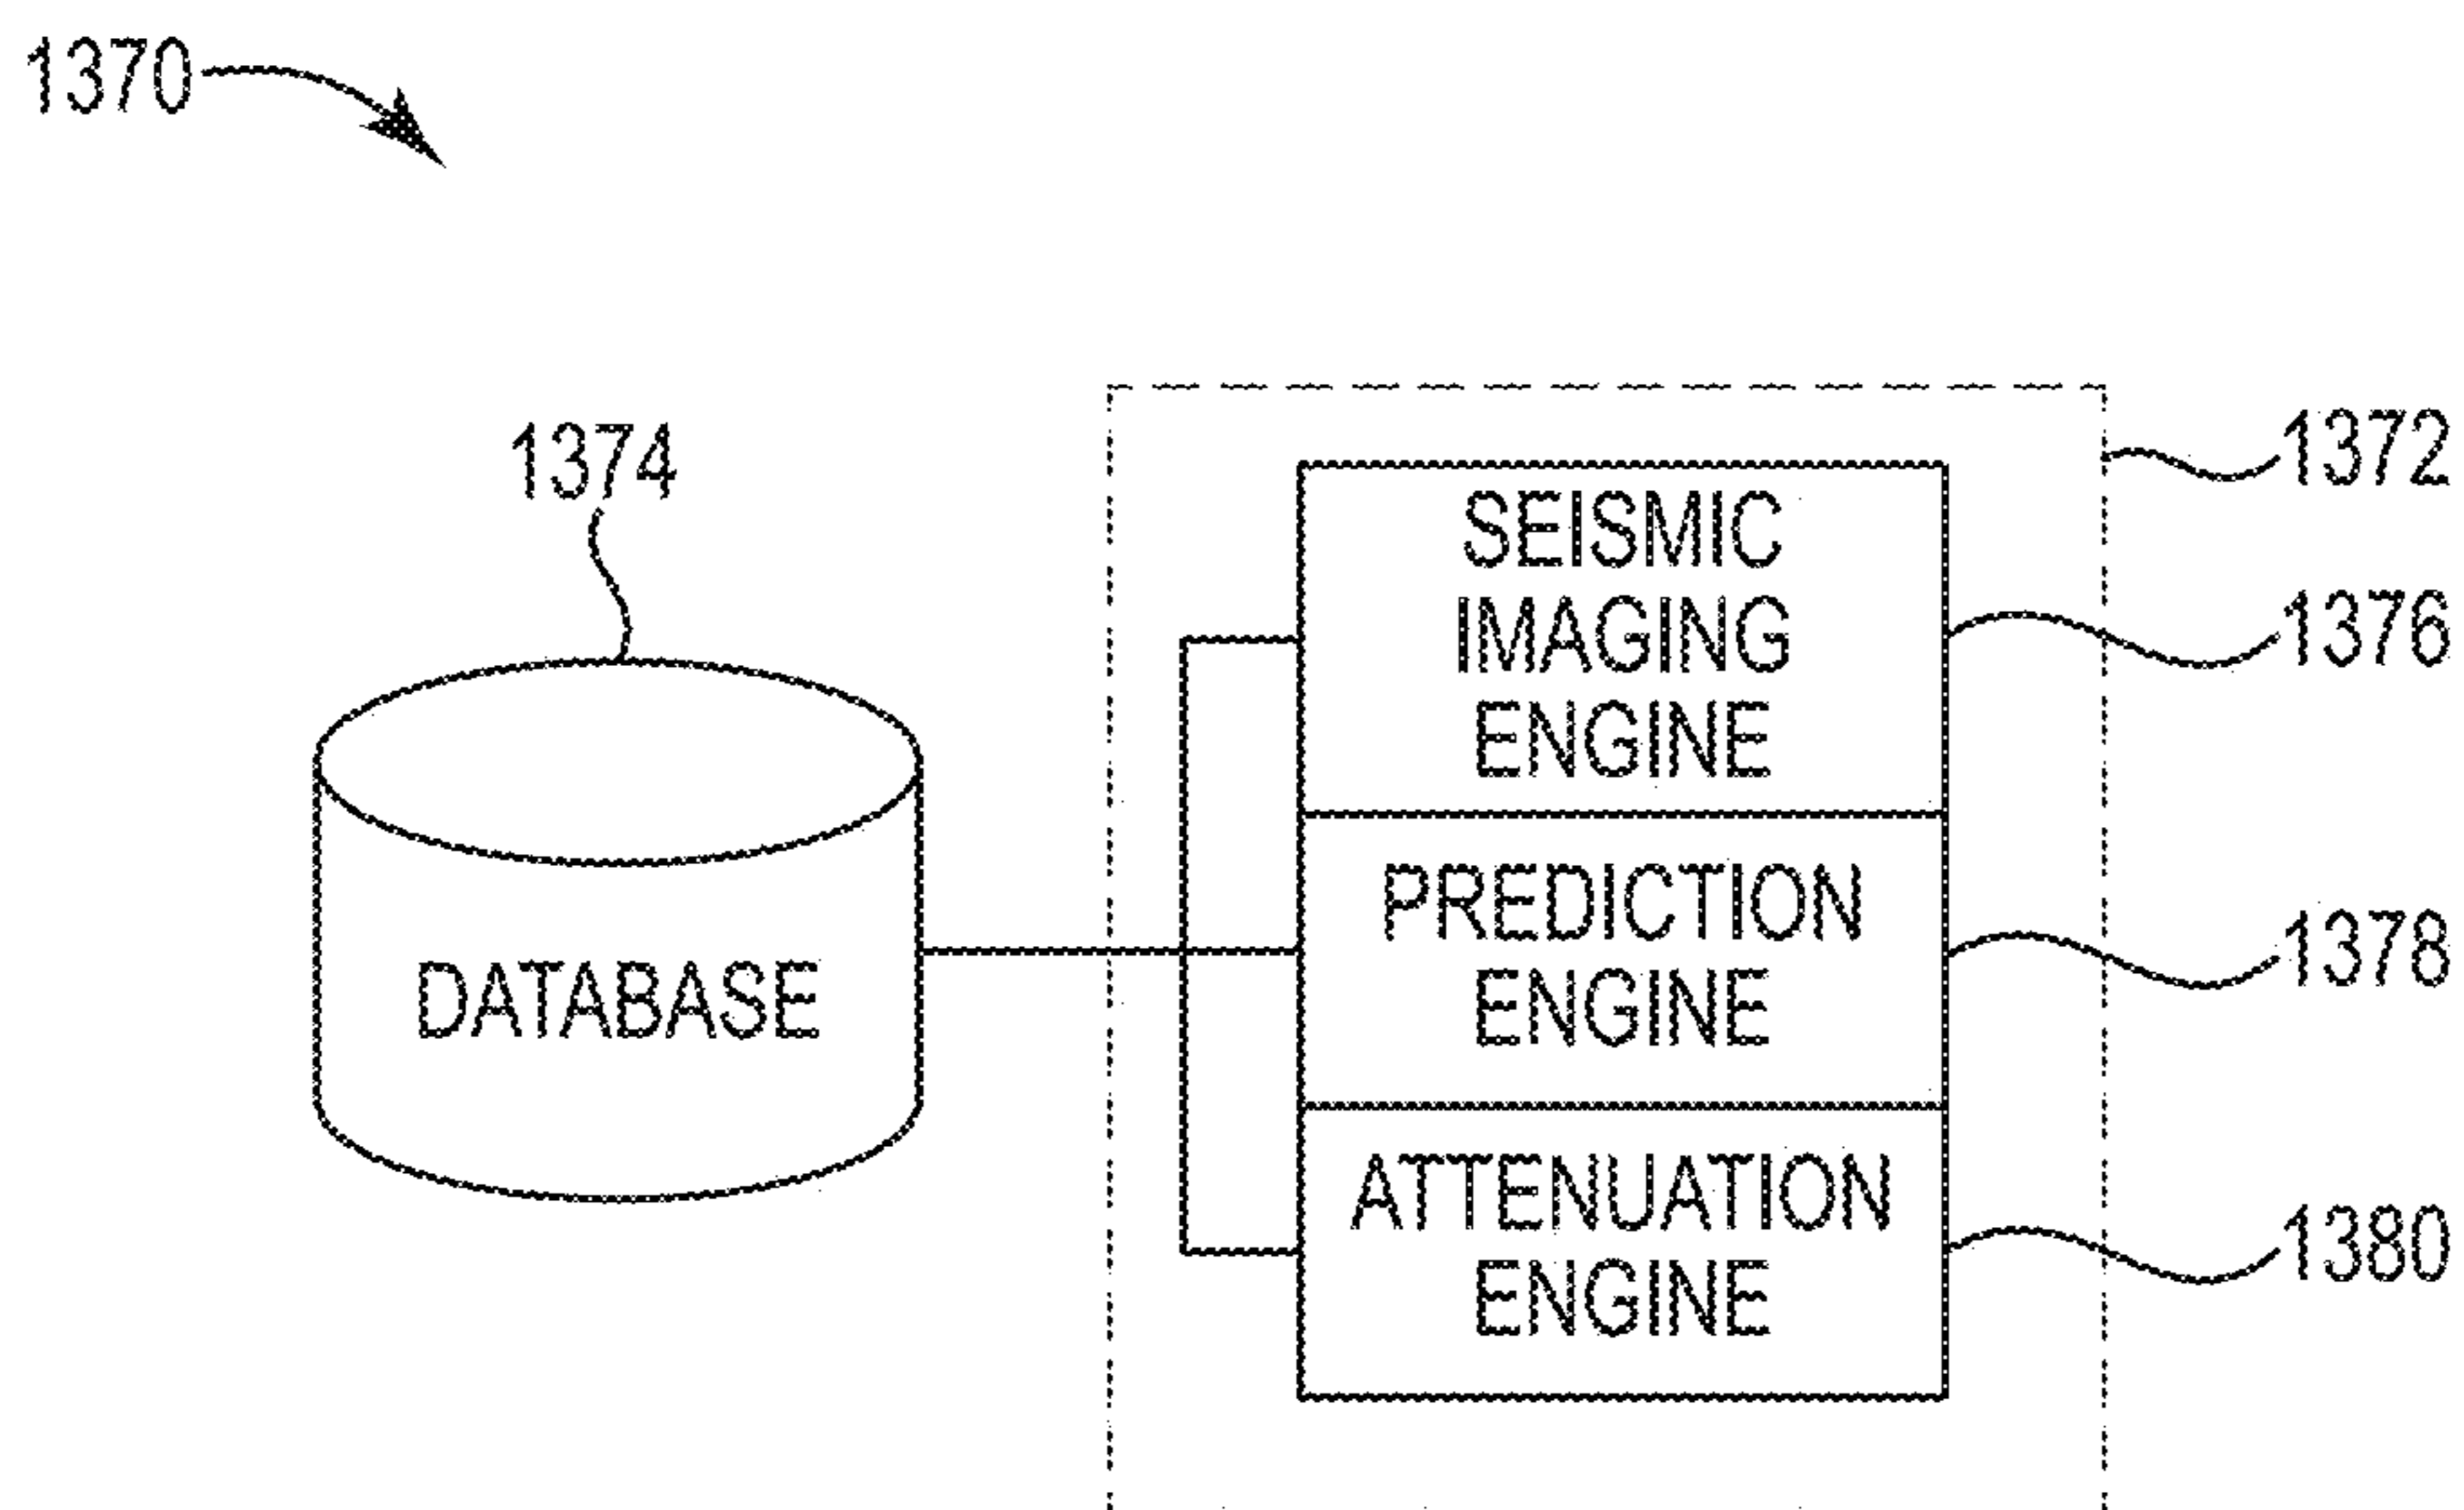 1370
1374
1372
SEISMIC
IMAGING
ENGINE
1376
PREDICTION
ENGINE
1378
DATABASE
ATTENUATION
ENGINE
1380